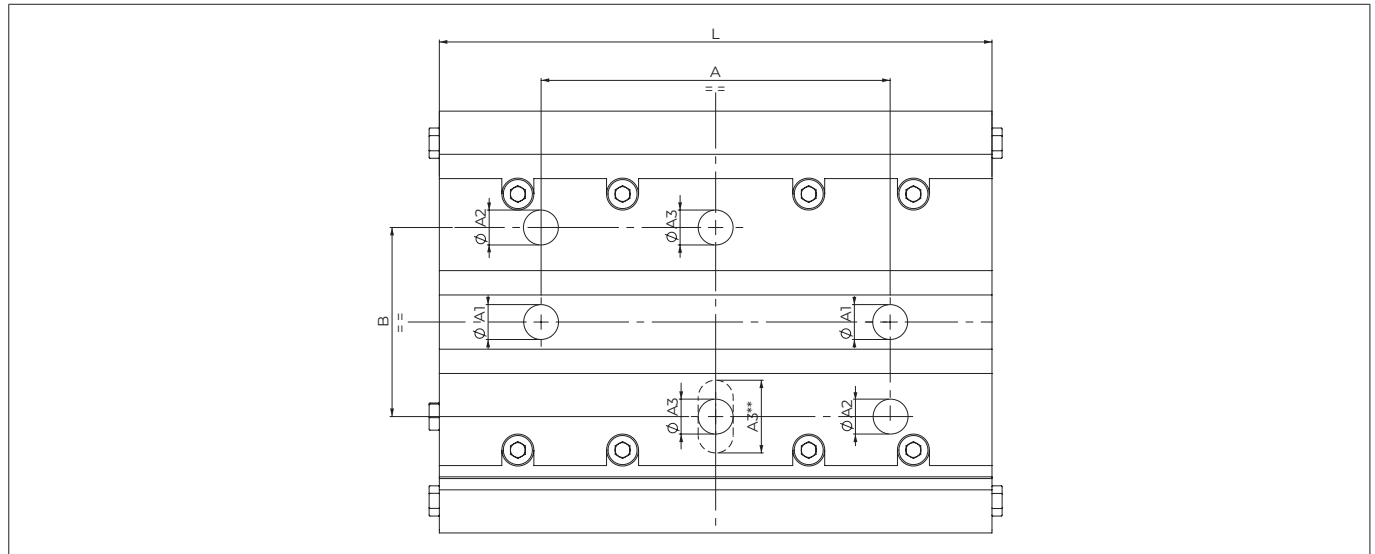 L
A
= =
Ø A2
Ø A3
B
=
Ø A1
Ø A1
Ø A3
A3**
Ø A2